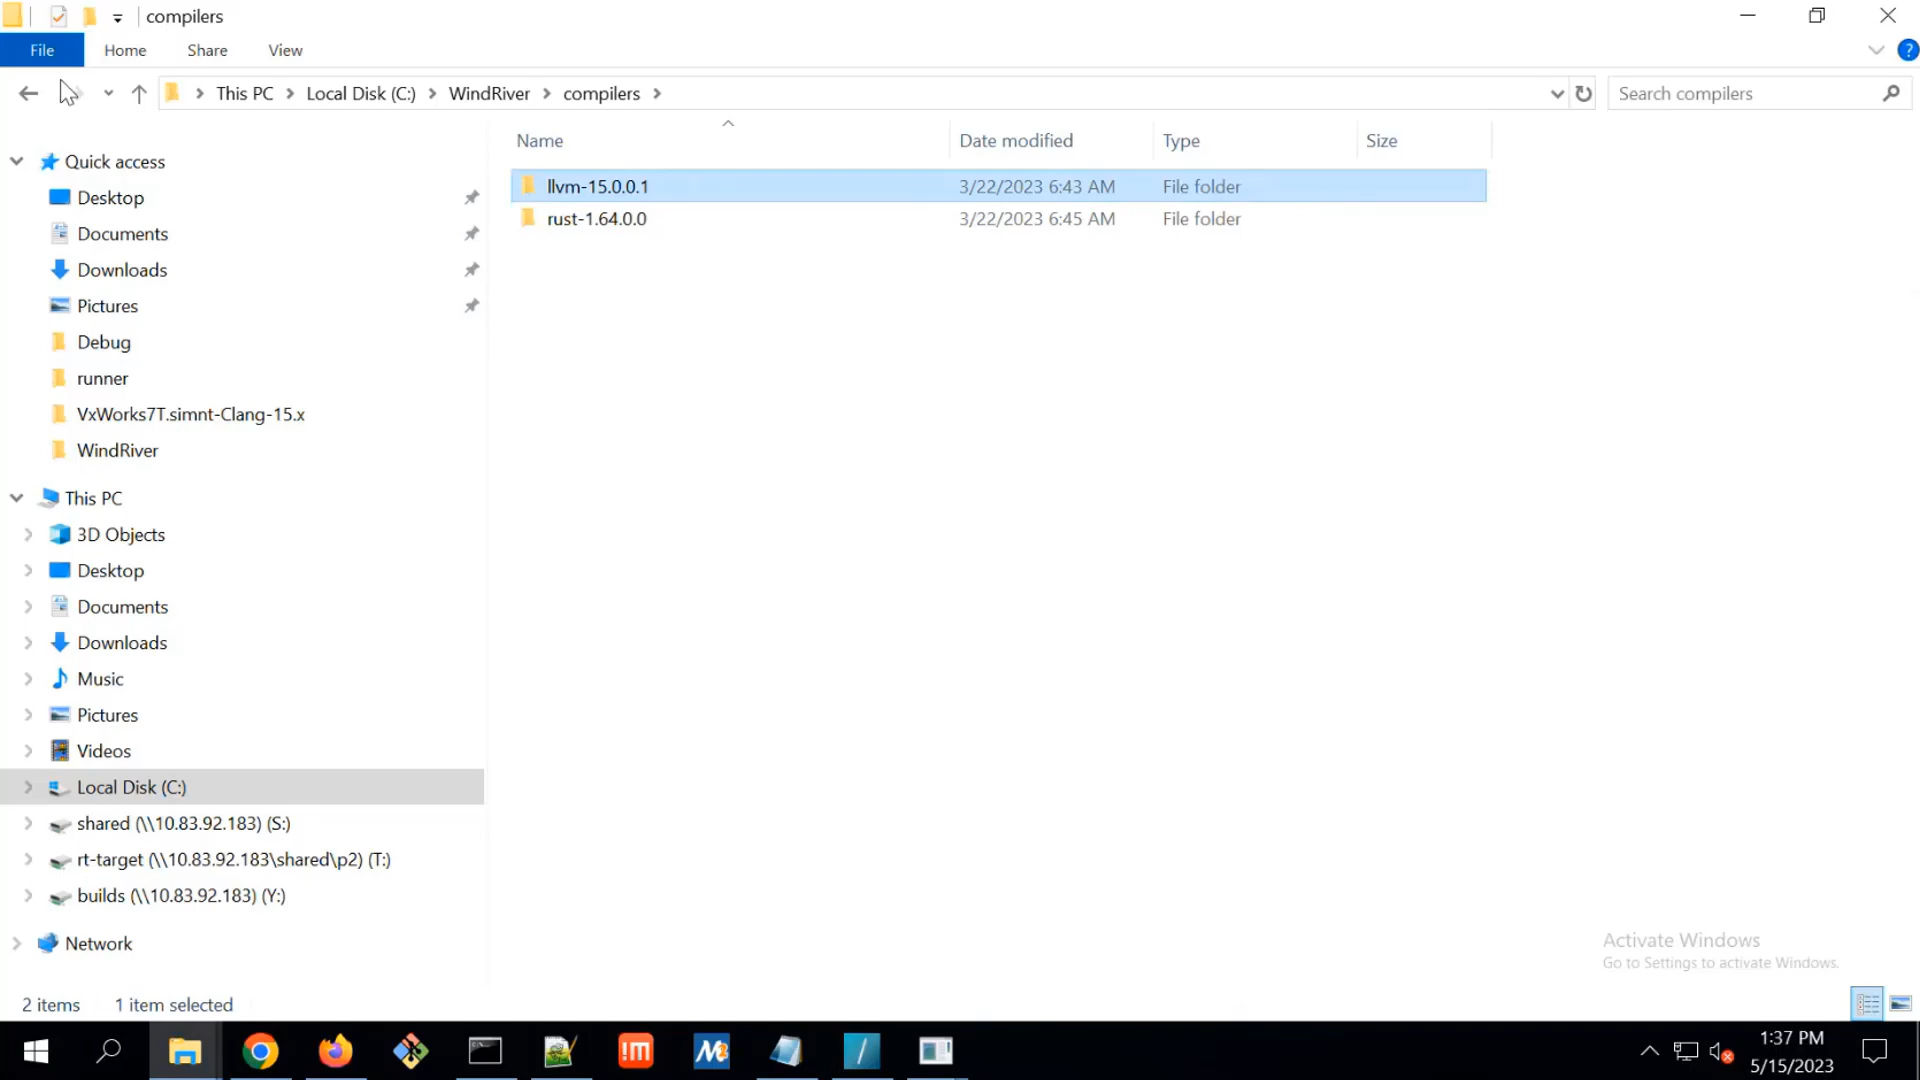 compilers
File
Home
Share
View
This PC
Local Disk (C:)
WindRiver
compilers
Search compilers
Name
Date modified
Type
Size
llvm-15.0.0.1
3/22/2023 6:43 AM
File folder
rust-1.64.0.0
3/22/2023 6:45 AM
File folder
Quick access
Desktop
Documents
Downloads
Pictures
Debug
runner
VxWorks7T.simnt-Clang-15.x
WindRiver
This PC
3D Objects
Desktop
Documents
Downloads
Music
Pictures
Videos
Local Disk (C:)
shared (\\10.83.92.183) (S:)
rt-target (\\10.83.92.183\shared\p2) (T:)
builds (\\10.83.92.183) (Y:)
Network
Activate Windows
Go to Settings to activate Windows.
2 items
1 item selected
1:37 PM
5/15/2023